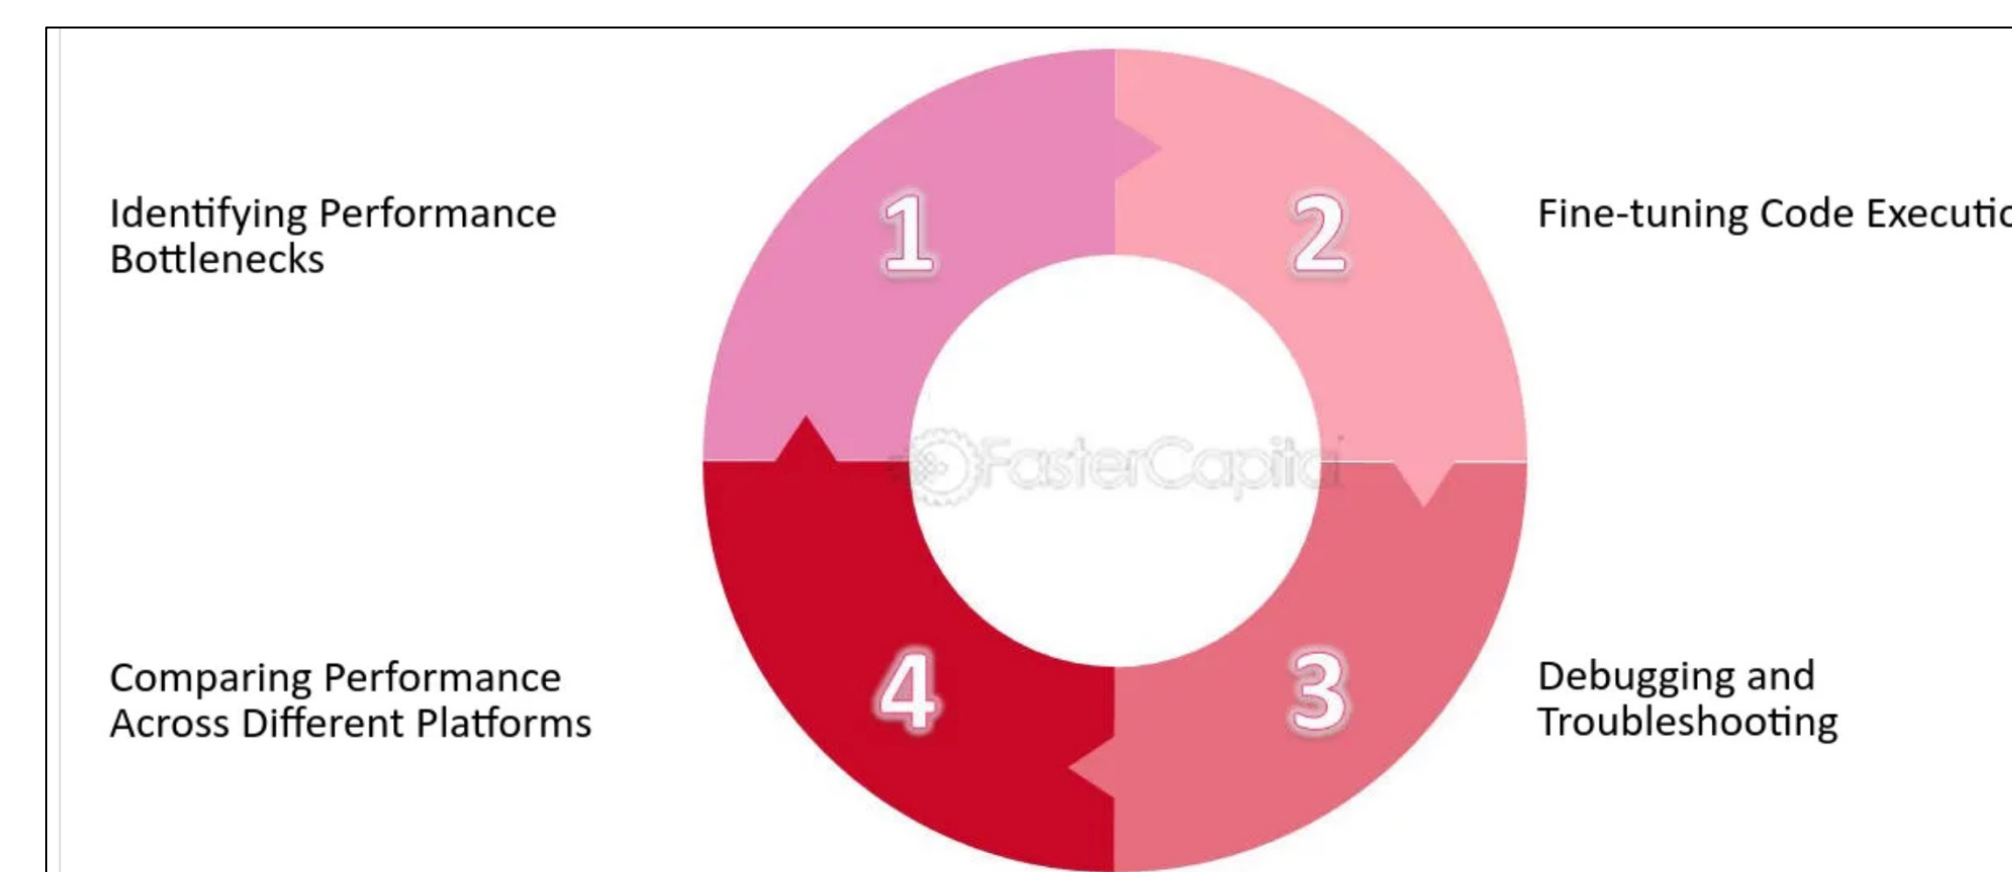 Identifying Performance
Bottlenecks
1
2
Fine-tuning Code Executio
FasterCapital
Comparing Performance
Across Different Platforms
4
3
Debugging and
Troubleshooting